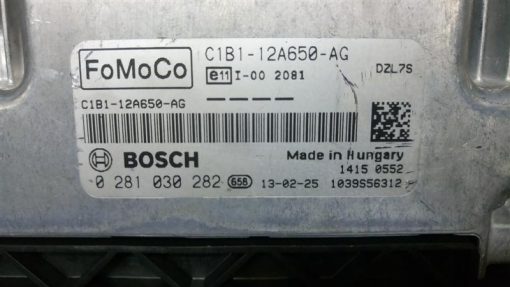 FoMoCo
C1B1-12A650-AG
DZL7S
e11 I-00 2081
C1B1-12A650-AG
BOSCH
Made in Hungary
1415 0552
0 281 030 282 658 13-02-25 1039S56312